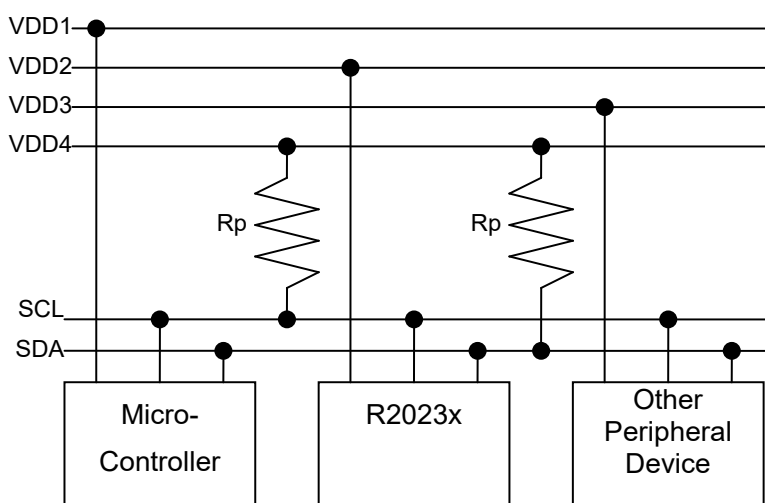 VDD1
VDD2
VDD3
VDD4
Rp
Rp
SCL
SDA
Micro-
Controller
R2023x
Other
Peripheral
Device